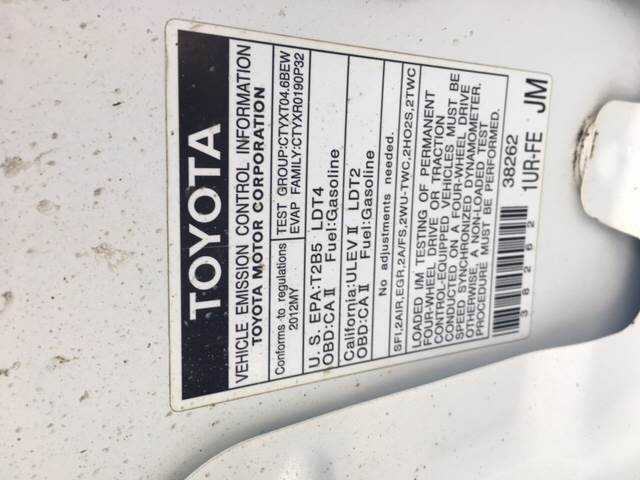 TOYOTA
VEHICLE EMISSION CONTROL INFORMATION
TOYOTA MOTOR CORPORATION
Conforms to regulations
2012MY
TEST GROUP:CTYXT04.6BEW
EVAP FAMILY:CTYXR0190P32
U. S. EPA:T2B5 LDT4
OBD:CA II Fuel:Gasoline
California:ULEV II LDT2
OBD:CA II Fuel:Gasoline
No adjustments needed.
SFI,2AIR,EGR,2A/FS,2WU-TWC,2HO2S,2TWC
LOADED I/M TESTING OF PERMANENT
FOUR-WHEEL DRIVE OR TRACTION
CONTROL-EQUIPPED VEHICLES MUST BE
CONDUCTED ON A FOUR-WHEEL DRIVE
SPEED SYNCHRONIZED DYNAMOMETER.
OTHERWISE, A NON-LOADED TEST
PROCEDURE MUST BE PERFORMED.
38262
1UR-FE JM
38262